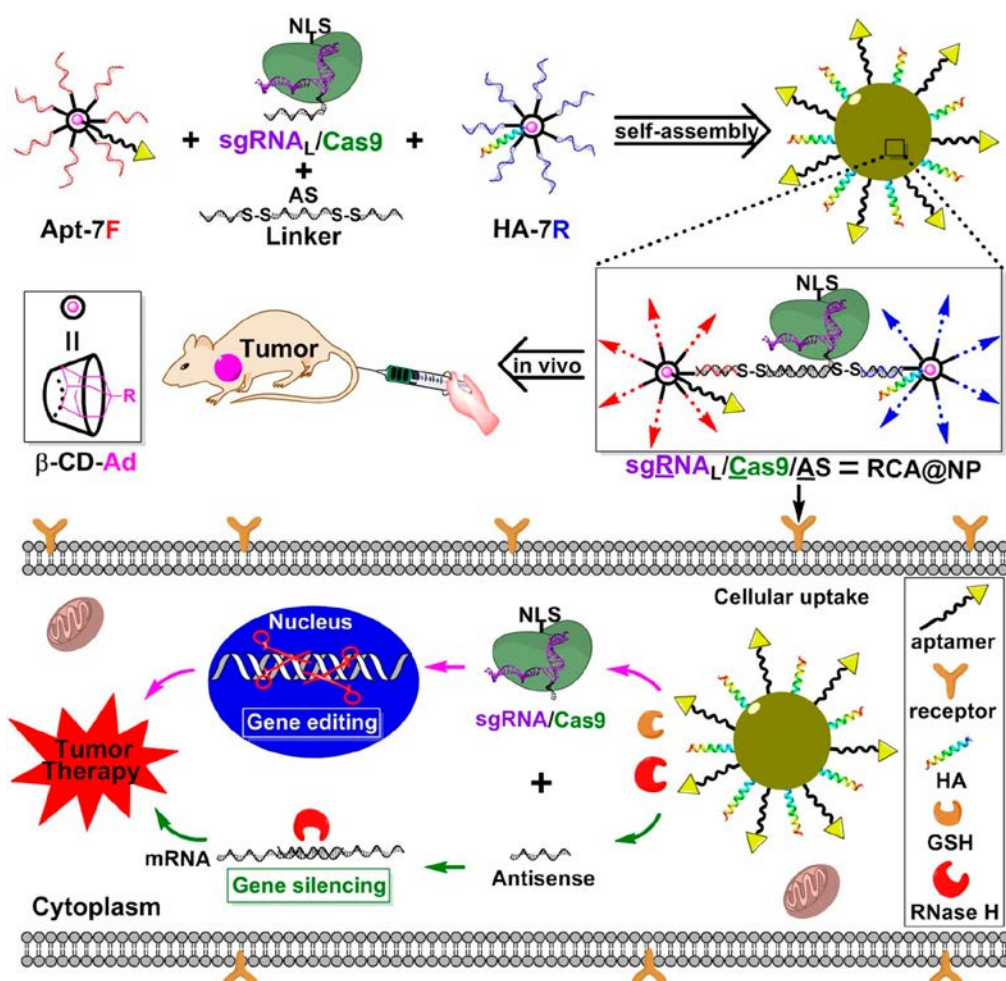 NLS
sgRNAL/Cas9
+
+
+
AS
S-S
S-S
Linker
Apt-7F
HA-7R
self-assembly
NLS
S-S
S-S
sgRNAL/Cas9/AS = RCA@NP
in vivo
Tumor
R
β-CD-Ad
Cellular uptake
Nucleus
Gene editing
NLS
sgRNA/Cas9
+
Tumor
Therapy
mRNA
Gene silencing
Antisense
Cytoplasm
aptamer
receptor
HA
GSH
RNase H